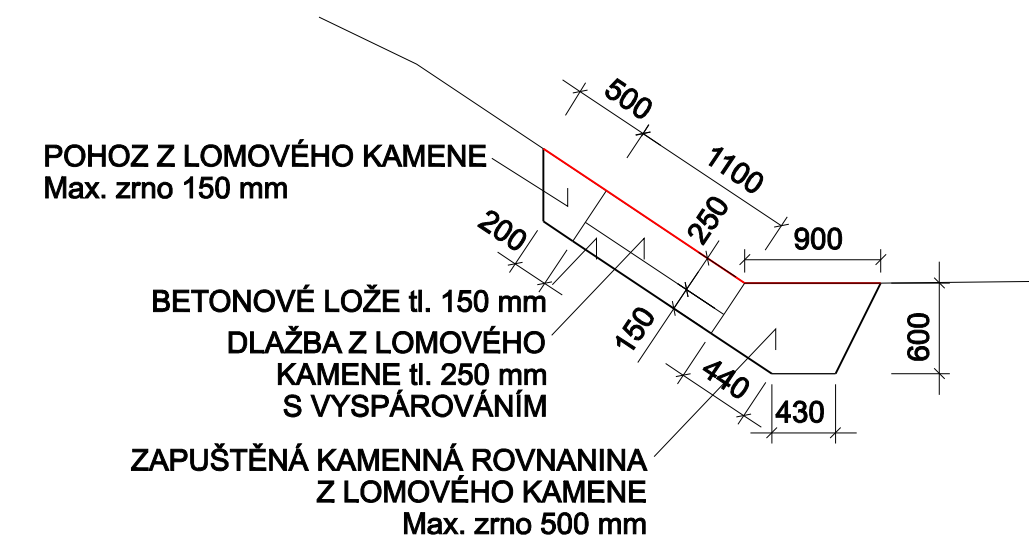 500
1100
POHOZ Z LOMOVÉHO KAMENE
Max. zrno 150 mm
200
250
900
BETONOVÉ LOŽE tl. 150 mm
150
600
DLAŽBA Z LOMOVÉHO
KAMENE tl. 250 mm
S VYSPÁROVÁNÍM
440
430
ZAPUŠTĚNÁ KAMENNÁ ROVNANINA
Z LOMOVÉHO KAMENE
Max. zrno 500 mm